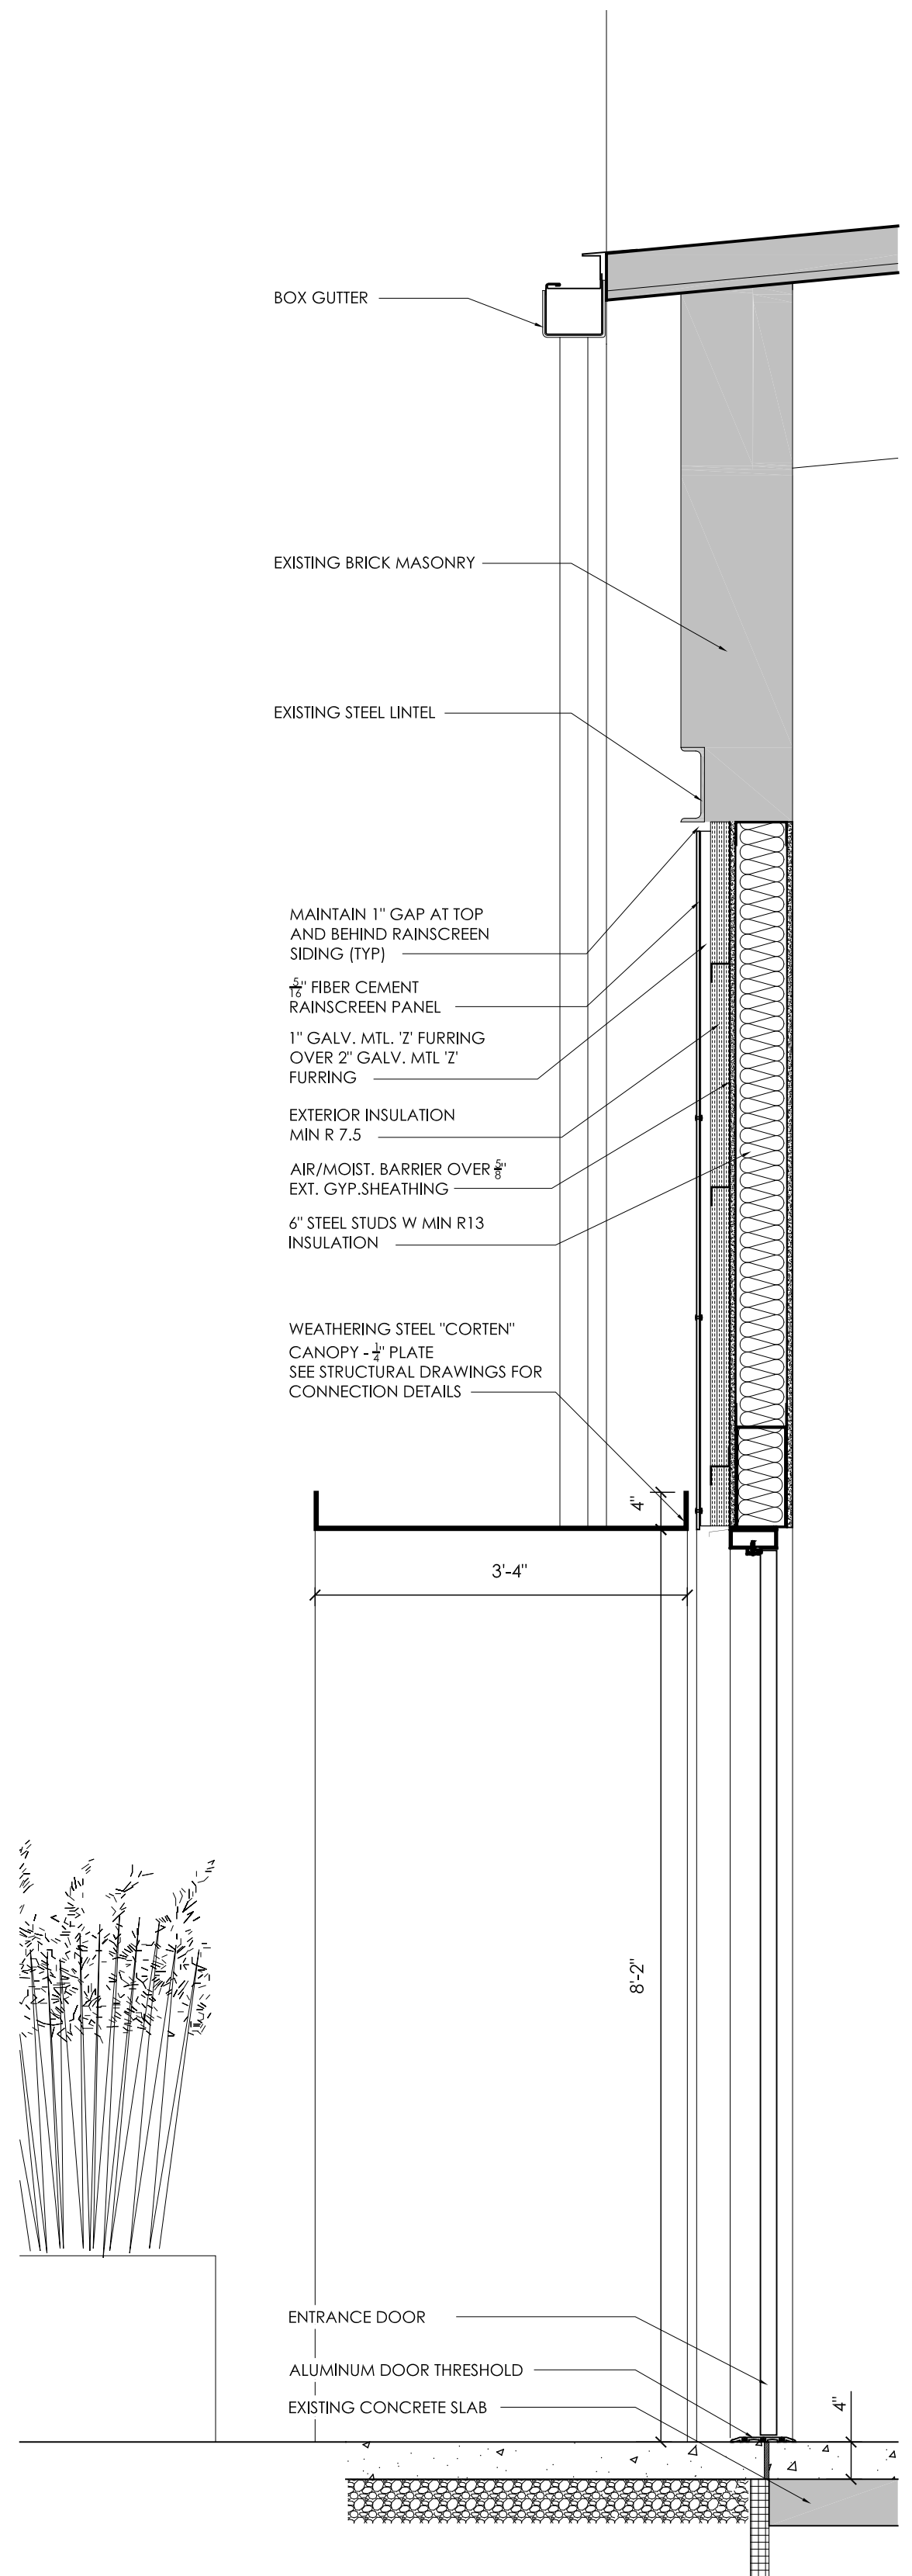 BOX GUTTER
EXISTING BRICK MASONRY
EXISTING STEEL LINTEL
MAINTAIN 1" GAP AT TOP
AND BEHIND RAINSCREEN
SIDING (TYP)
5/16" FIBER CEMENT
RAINSCREEN PANEL
1" GALV. MTL. 'Z' FURRING
OVER 2" GALV. MTL 'Z'
FURRING
EXTERIOR INSULATION
MIN R 7.5
AIR/MOIST. BARRIER OVER 5/8"
EXT. GYP.SHEATHING
6" STEEL STUDS W MIN R13
INSULATION
WEATHERING STEEL "CORTEN"
CANOPY - 1/4" PLATE
SEE STRUCTURAL DRAWINGS FOR
CONNECTION DETAILS
4"
3'-4"
8'-2"
ENTRANCE DOOR
ALUMINUM DOOR THRESHOLD
EXISTING CONCRETE SLAB
4"